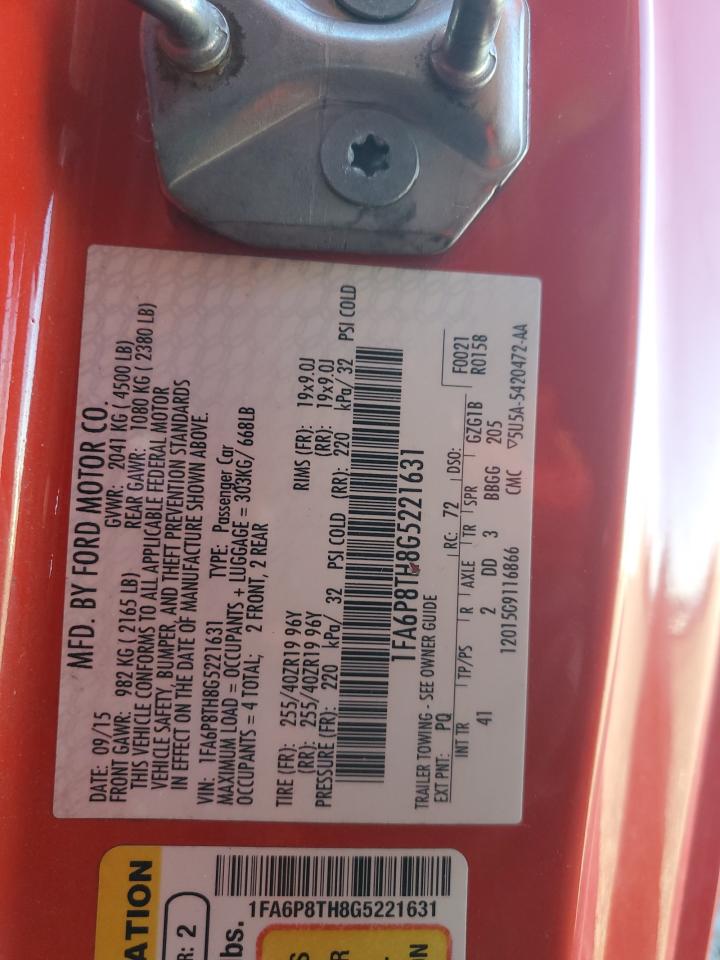 MFD. BY FORD MOTOR CO.
DATE: 09/15 GVWR: 2041 KG ( 4500 LB)
FRONT GAWR: 982 KG ( 2165 LB) REAR GAWR: 1080 KG ( 2380 LB)
THIS VEHICLE CONFORMS TO ALL APPLICABLE FEDERAL MOTOR
VEHICLE SAFETY, BUMPER, AND THEFT PREVENTION STANDARDS
IN EFFECT ON THE DATE OF MANUFACTURE SHOWN ABOVE.
VIN: 1FA6P8TH8G5221631 TYPE: Passenger Car
MAXIMUM LOAD = OCCUPANTS + LUGGAGE = 303KG/ 668LB
OCCUPANTS = 4 TOTAL; 2 FRONT, 2 REAR
TIRE (FR): 255/40ZR19 96Y RIMS (FR): 19x9.0J
(RR): 255/40ZR19 96Y (RR): 19x9.0J
PRESSURE (FR): 220 kPa/ 32 PSI COLD (RR): 220 kPa/ 32 PSI COLD
1FA6P8TH8G5221631
TRAILER TOWING - SEE OWNER GUIDE F0021
EXT PNT: PQ RC: 72 DSO: R0158
INT TR TP/PS R AXLE TR SPR GZG1B
41 2 DD 3 BBGG 205
12015G9116866 CMC ▽5U5A-5420472-AA
1FA6P8TH8G5221631
ATION
R: 2
bs.
S
R
ON